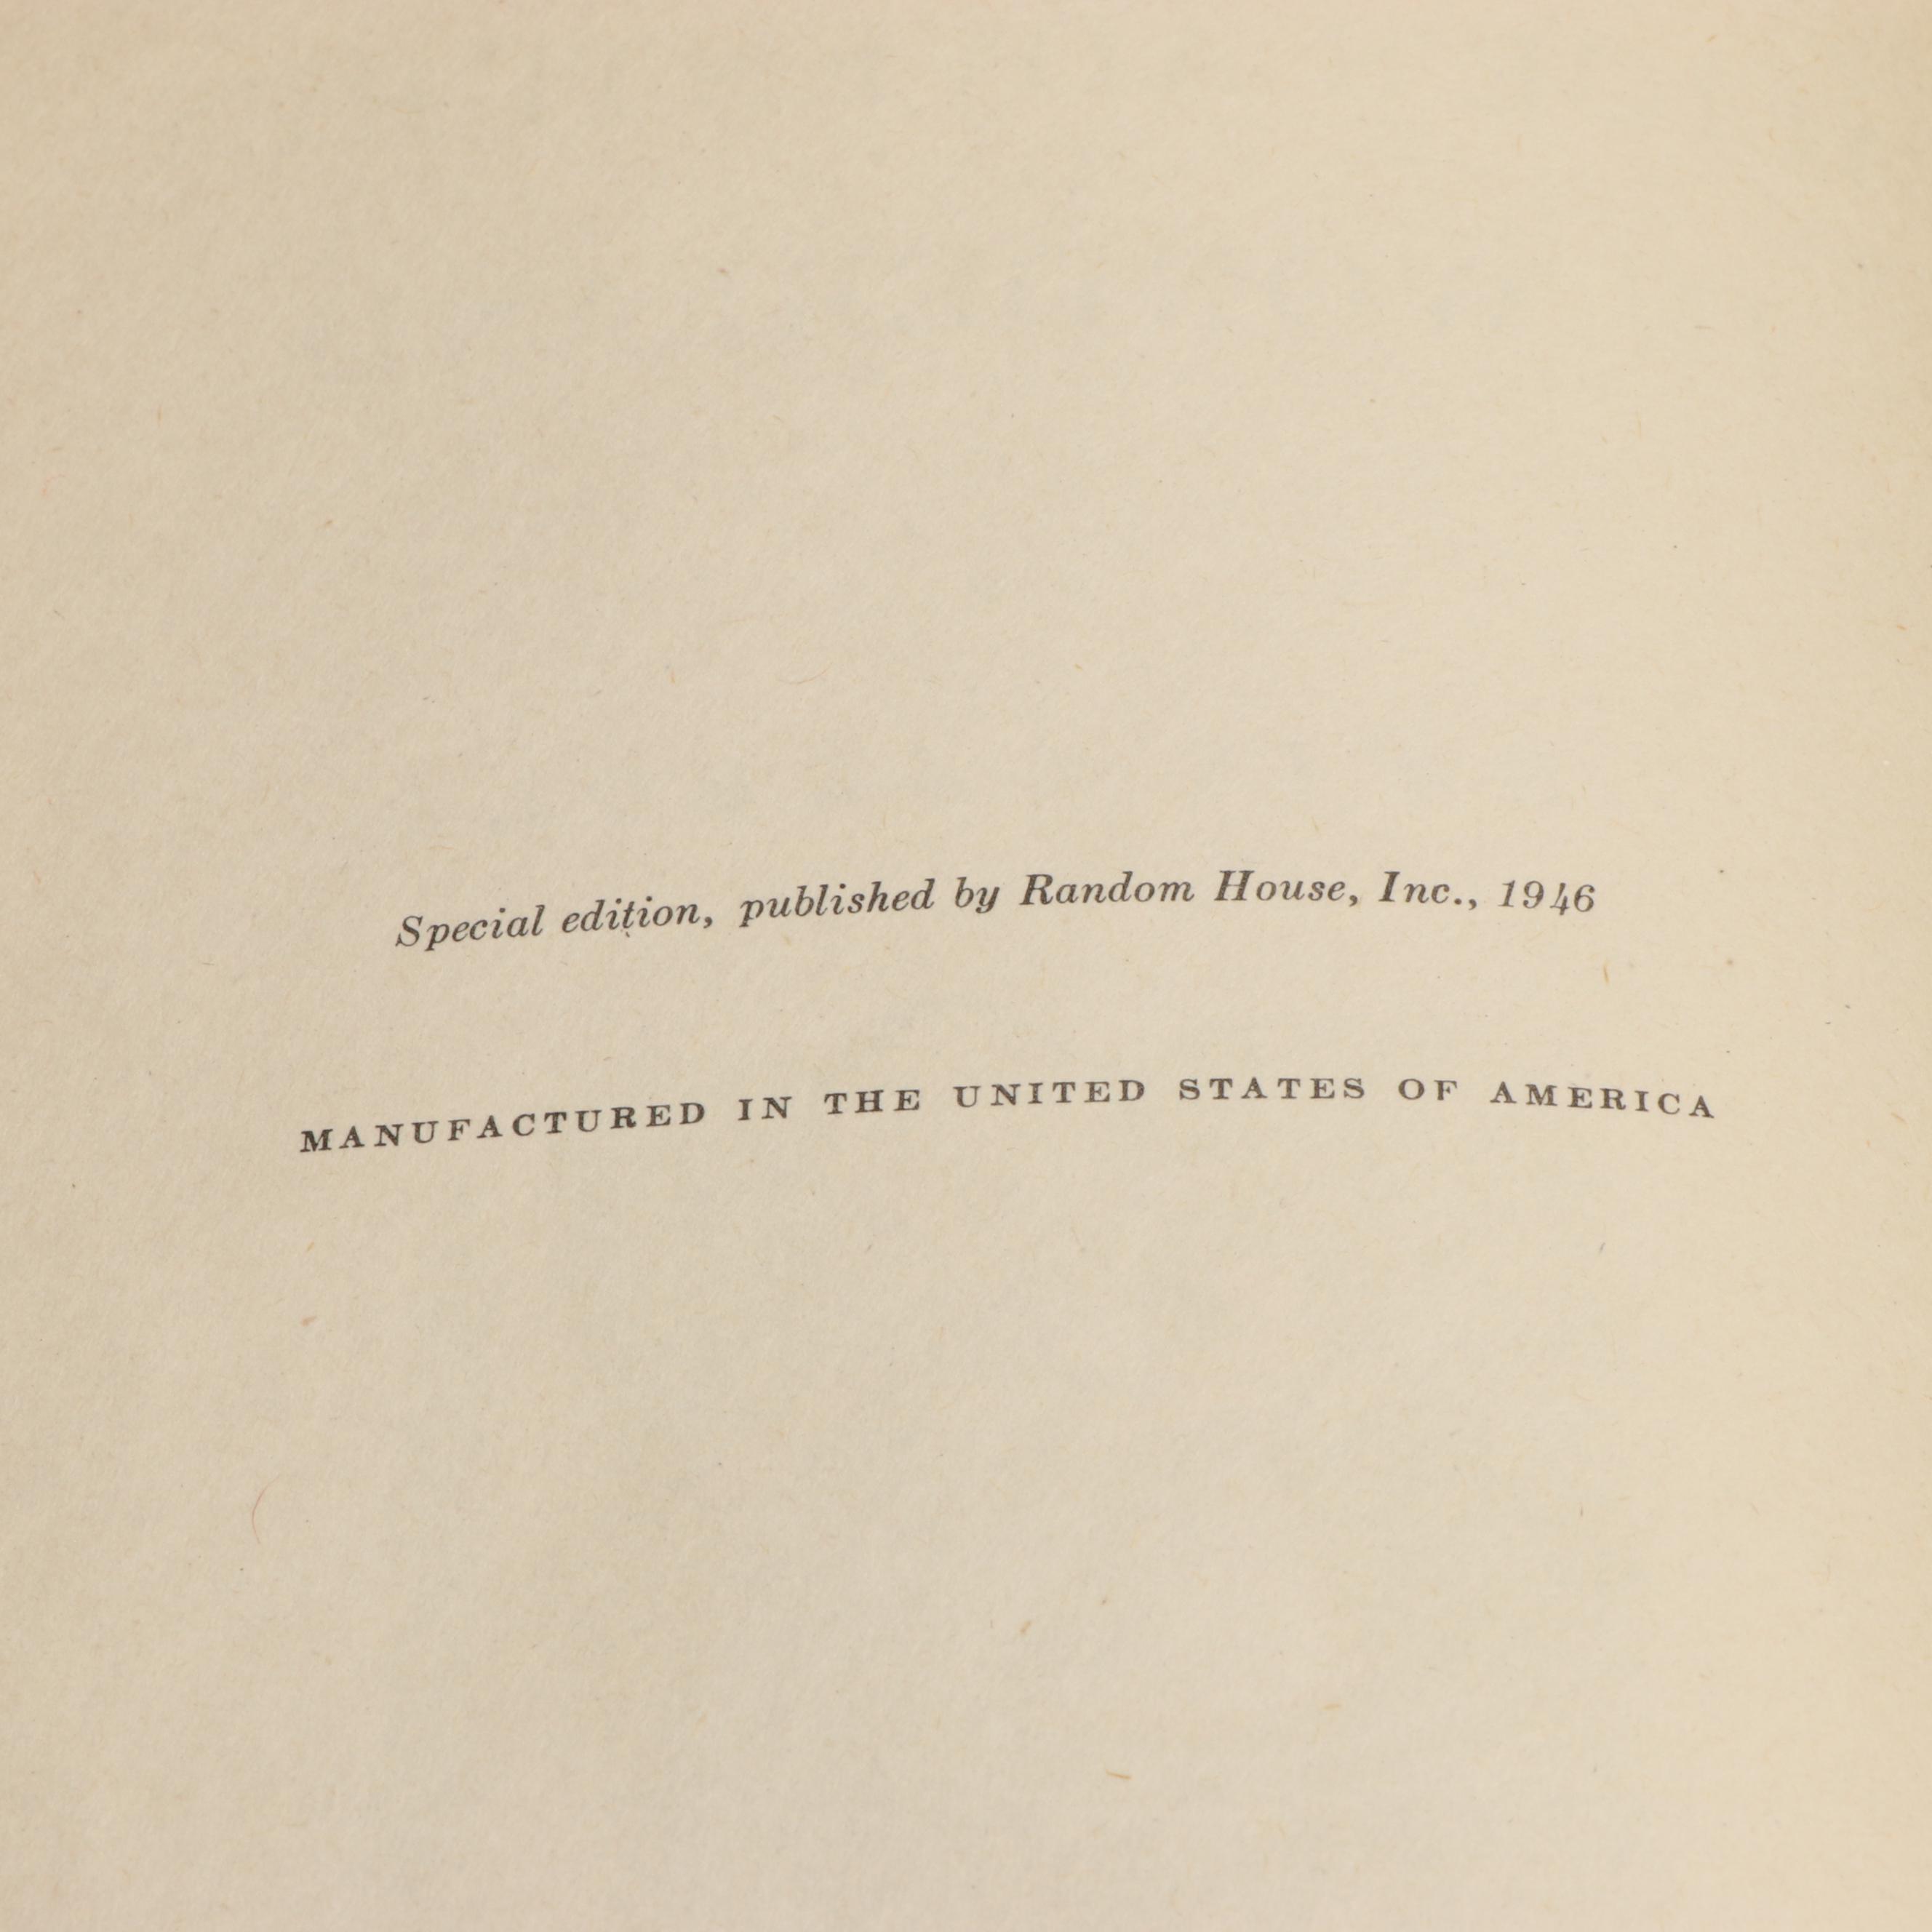 Special edition, published by Random House, Inc., 1946
MANUFACTURED IN THE UNITED STATES OF AMERICA